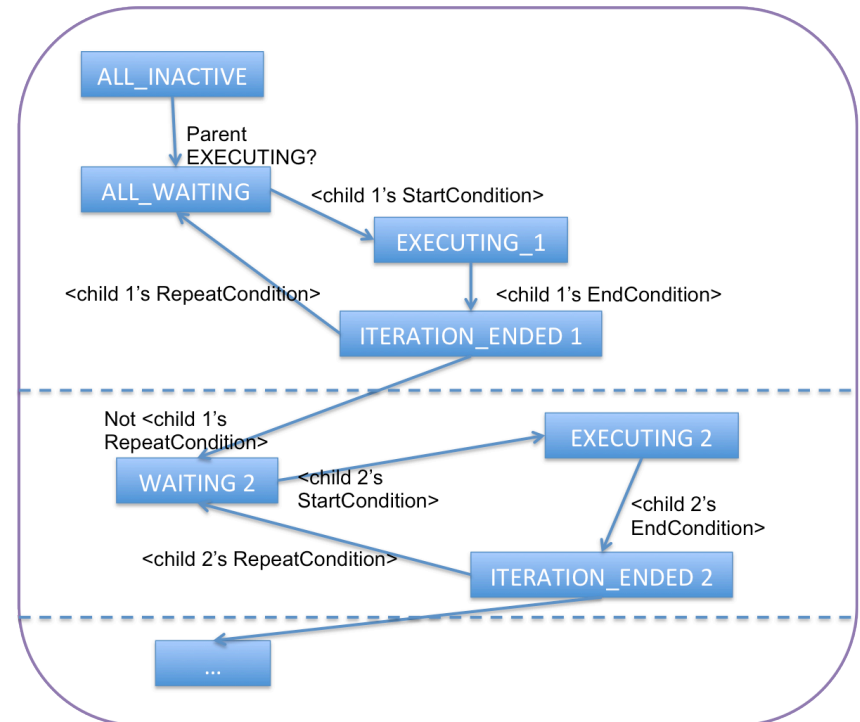 ALL_INACTIVE
Parent
EXECUTING?
ALL_WAITING
<child 1’s StartCondition>
EXECUTING_1
<child 1’s RepeatCondition>
<child 1’s EndCondition>
ITERATION_ENDED 1
Not <child 1’s
RepeatCondition>
EXECUTING 2
WAITING 2
<child 2’s
StartCondition>
<child 2’s
EndCondition>
<child 2’s RepeatCondition>
ITERATION_ENDED 2
...